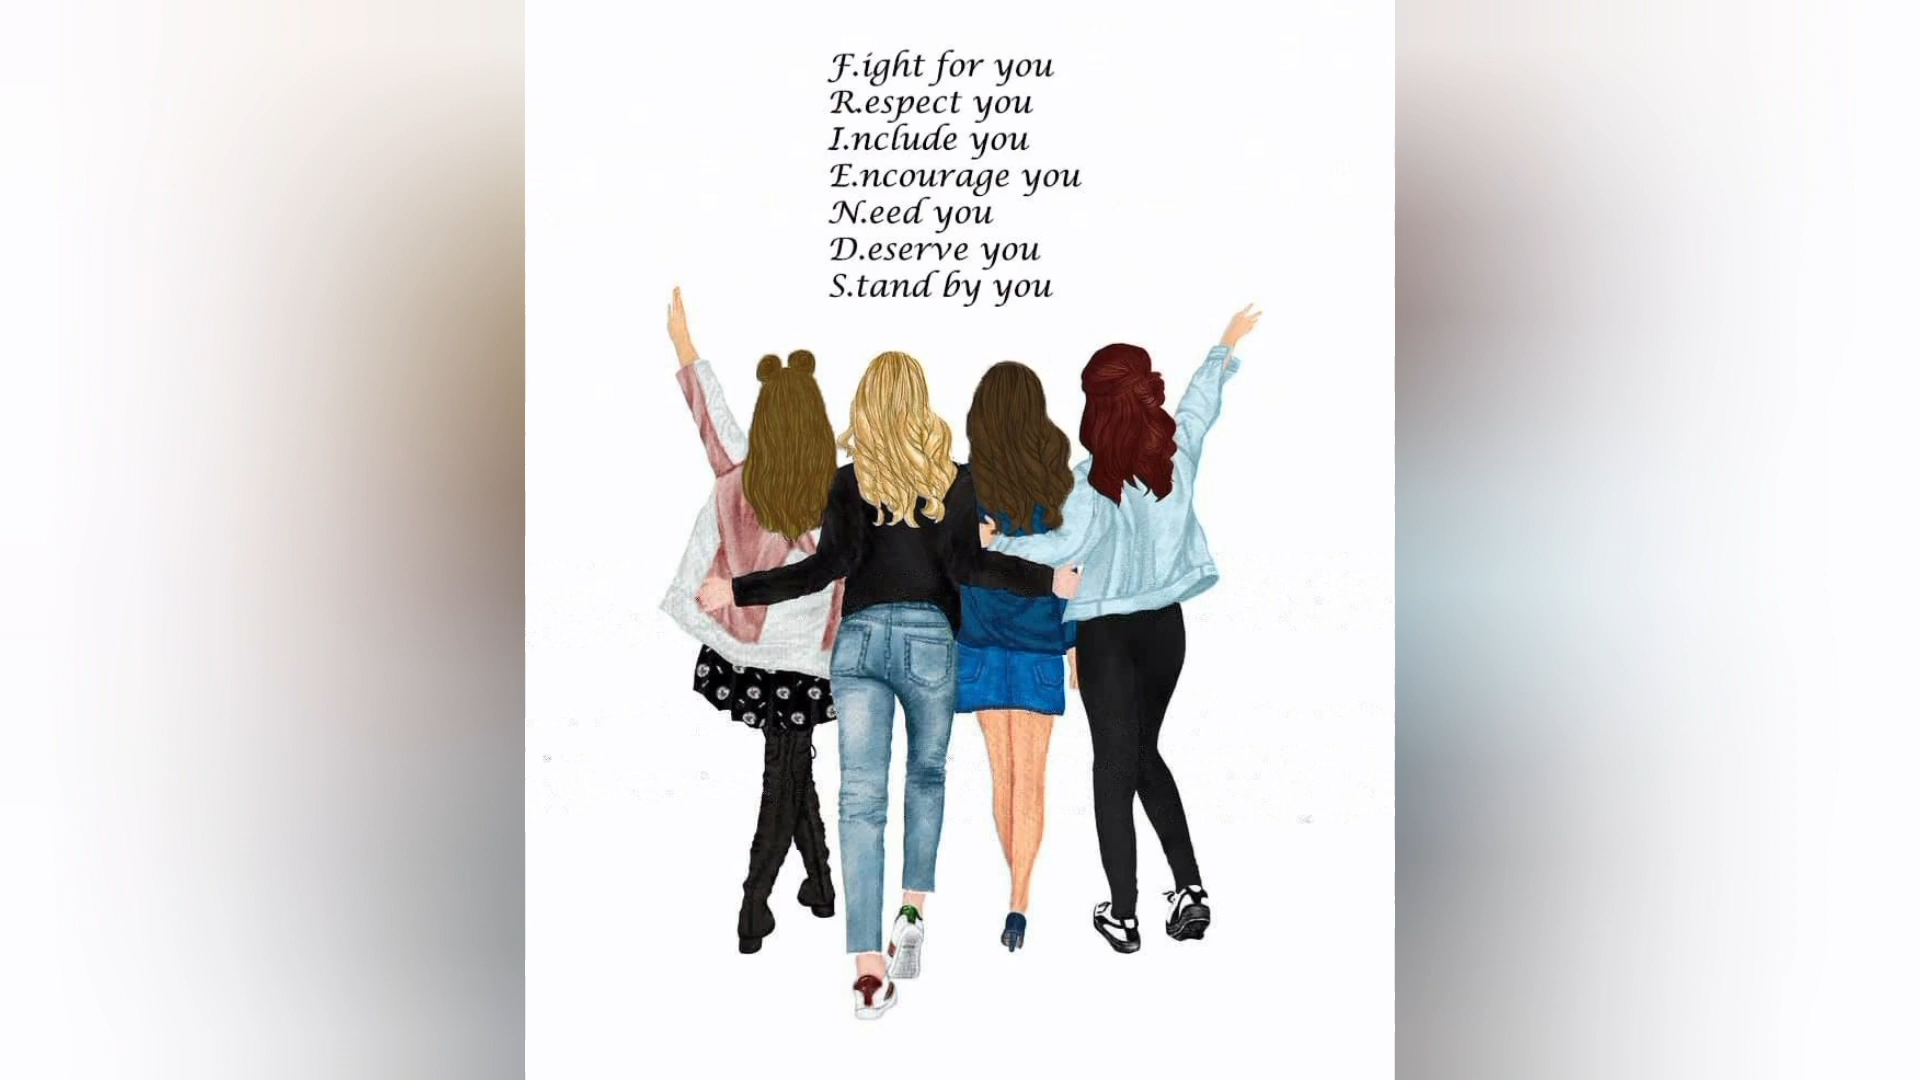 F.ight for you
R.espect you
I.nclude you
E.ncourage you
N.eed you
D.eserve you
S.tand by you